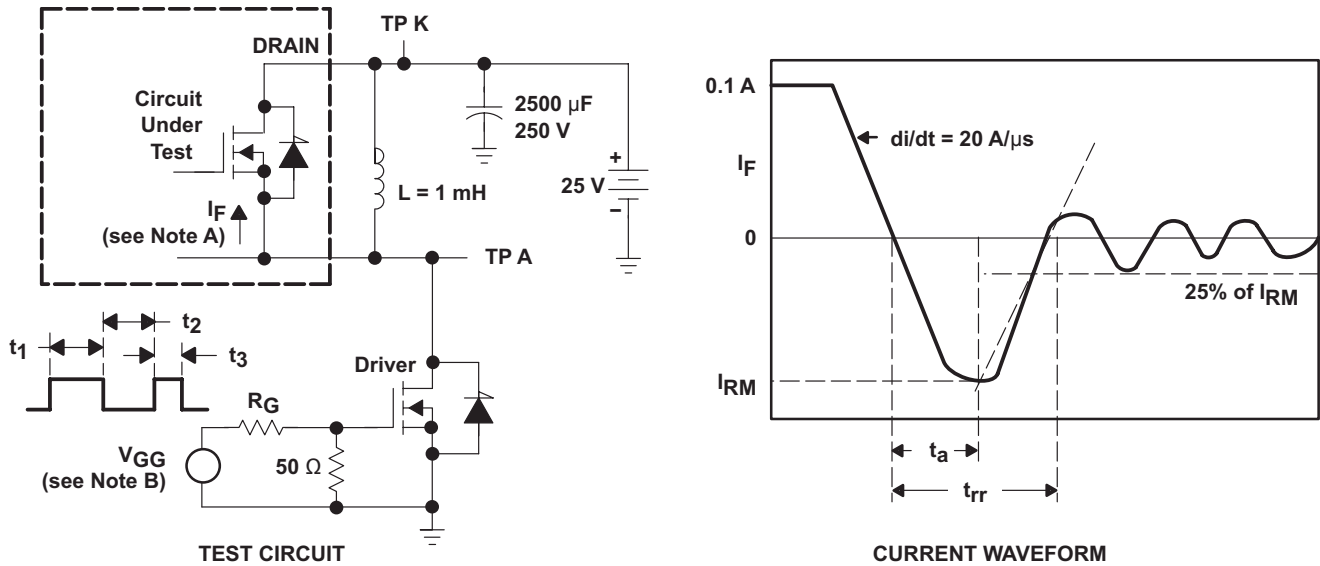 TP K
DRAIN
Circuit
Under
Test
2500 µF
250 V
+
25 V
–
L = 1 mH
IF
(see Note A)
TP A
t2
t1
t3
Driver
RG
VGG
(see Note B)
50 Ω
TEST CIRCUIT
0.1 A
di/dt = 20 A/µs
IF
0
25% of IRM
IRM
ta
trr
CURRENT WAVEFORM